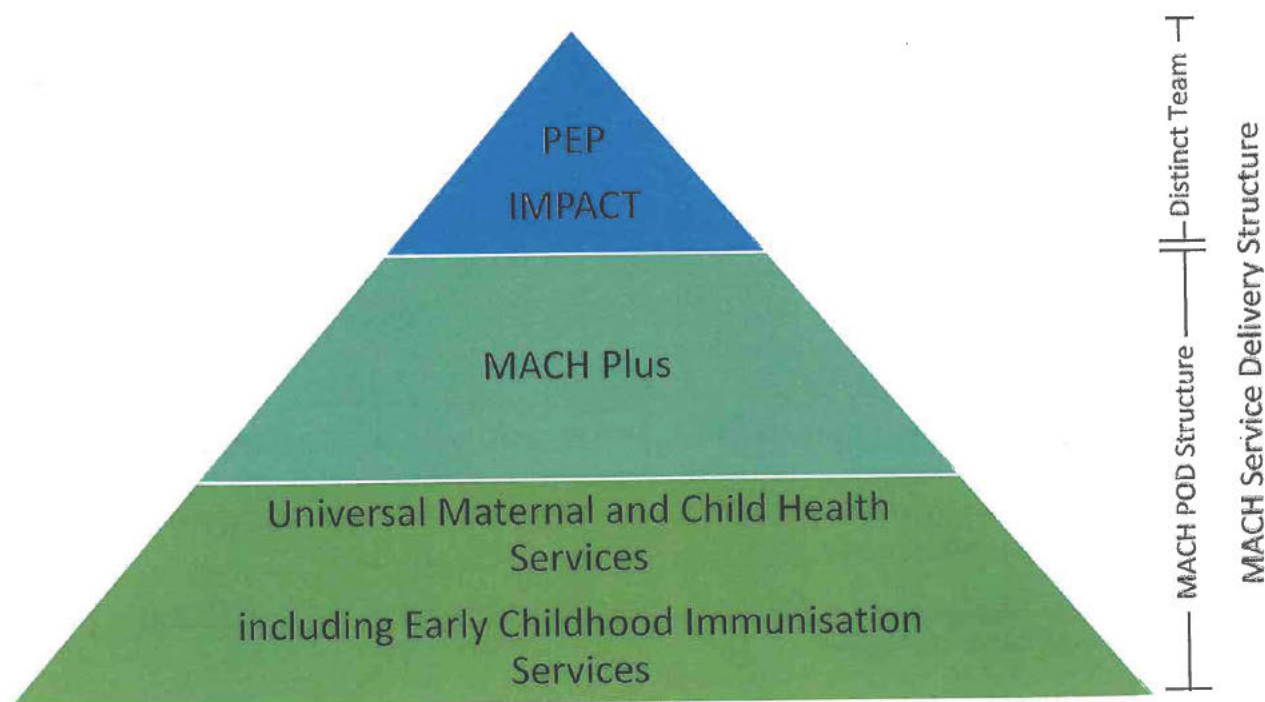 PEP
IMPACT
MACH Plus
Universal Maternal and Child Health
Services
including Early Childhood Immunisation
Services
Distinct Team
MACH POD Structure
MACH Service Delivery Structure